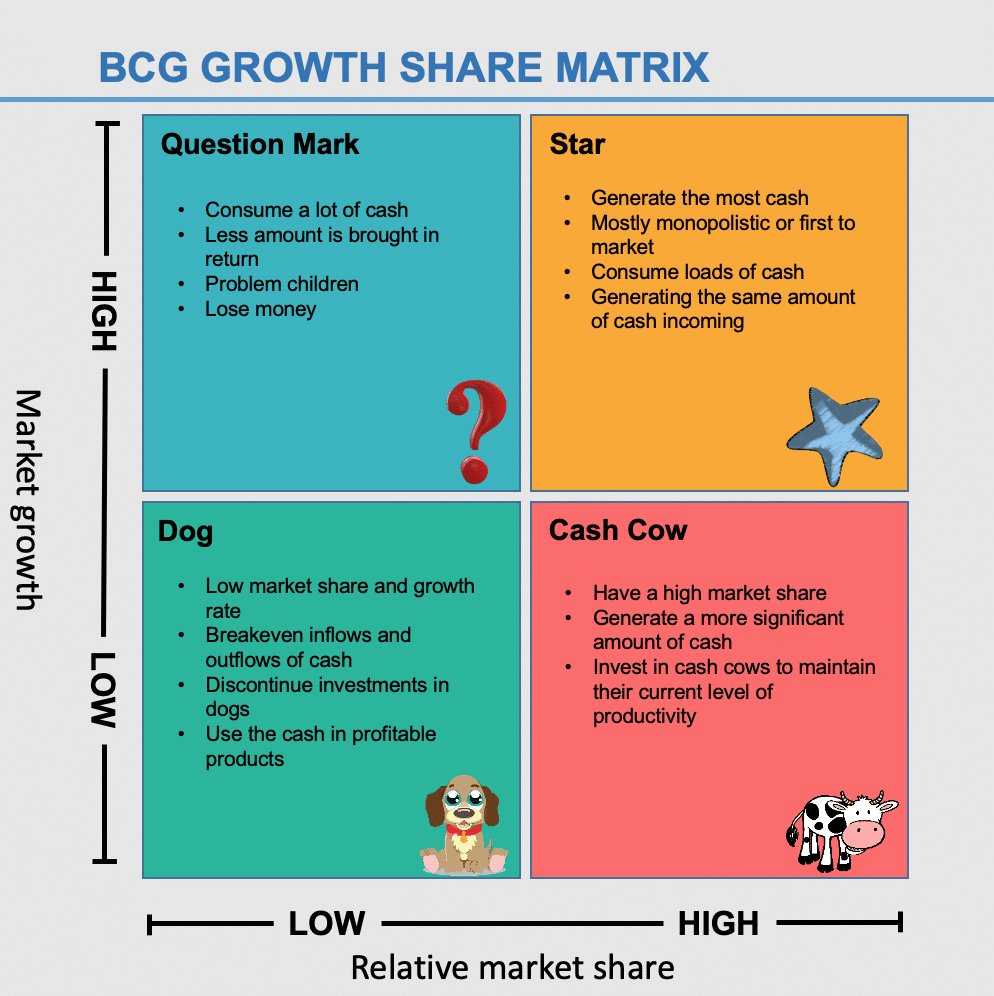 BCG GROWTH SHARE MATRIX
Question Mark
• Consume a lot of cash
• Less amount is brought in
return
• Problem children
• Lose money
Star
• Generate the most cash
• Mostly monopolistic or first to
market
• Consume loads of cash
• Generating the same amount
of cash incoming
HIGH
Market growth
LOW
Dog
• Low market share and growth
rate
• Breakeven inflows and
outflows of cash
• Discontinue investments in
dogs
• Use the cash in profitable
products
Cash Cow
• Have a high market share
• Generate a more significant
amount of cash
• Invest in cash cows to maintain
their current level of
productivity
LOW
HIGH
Relative market share